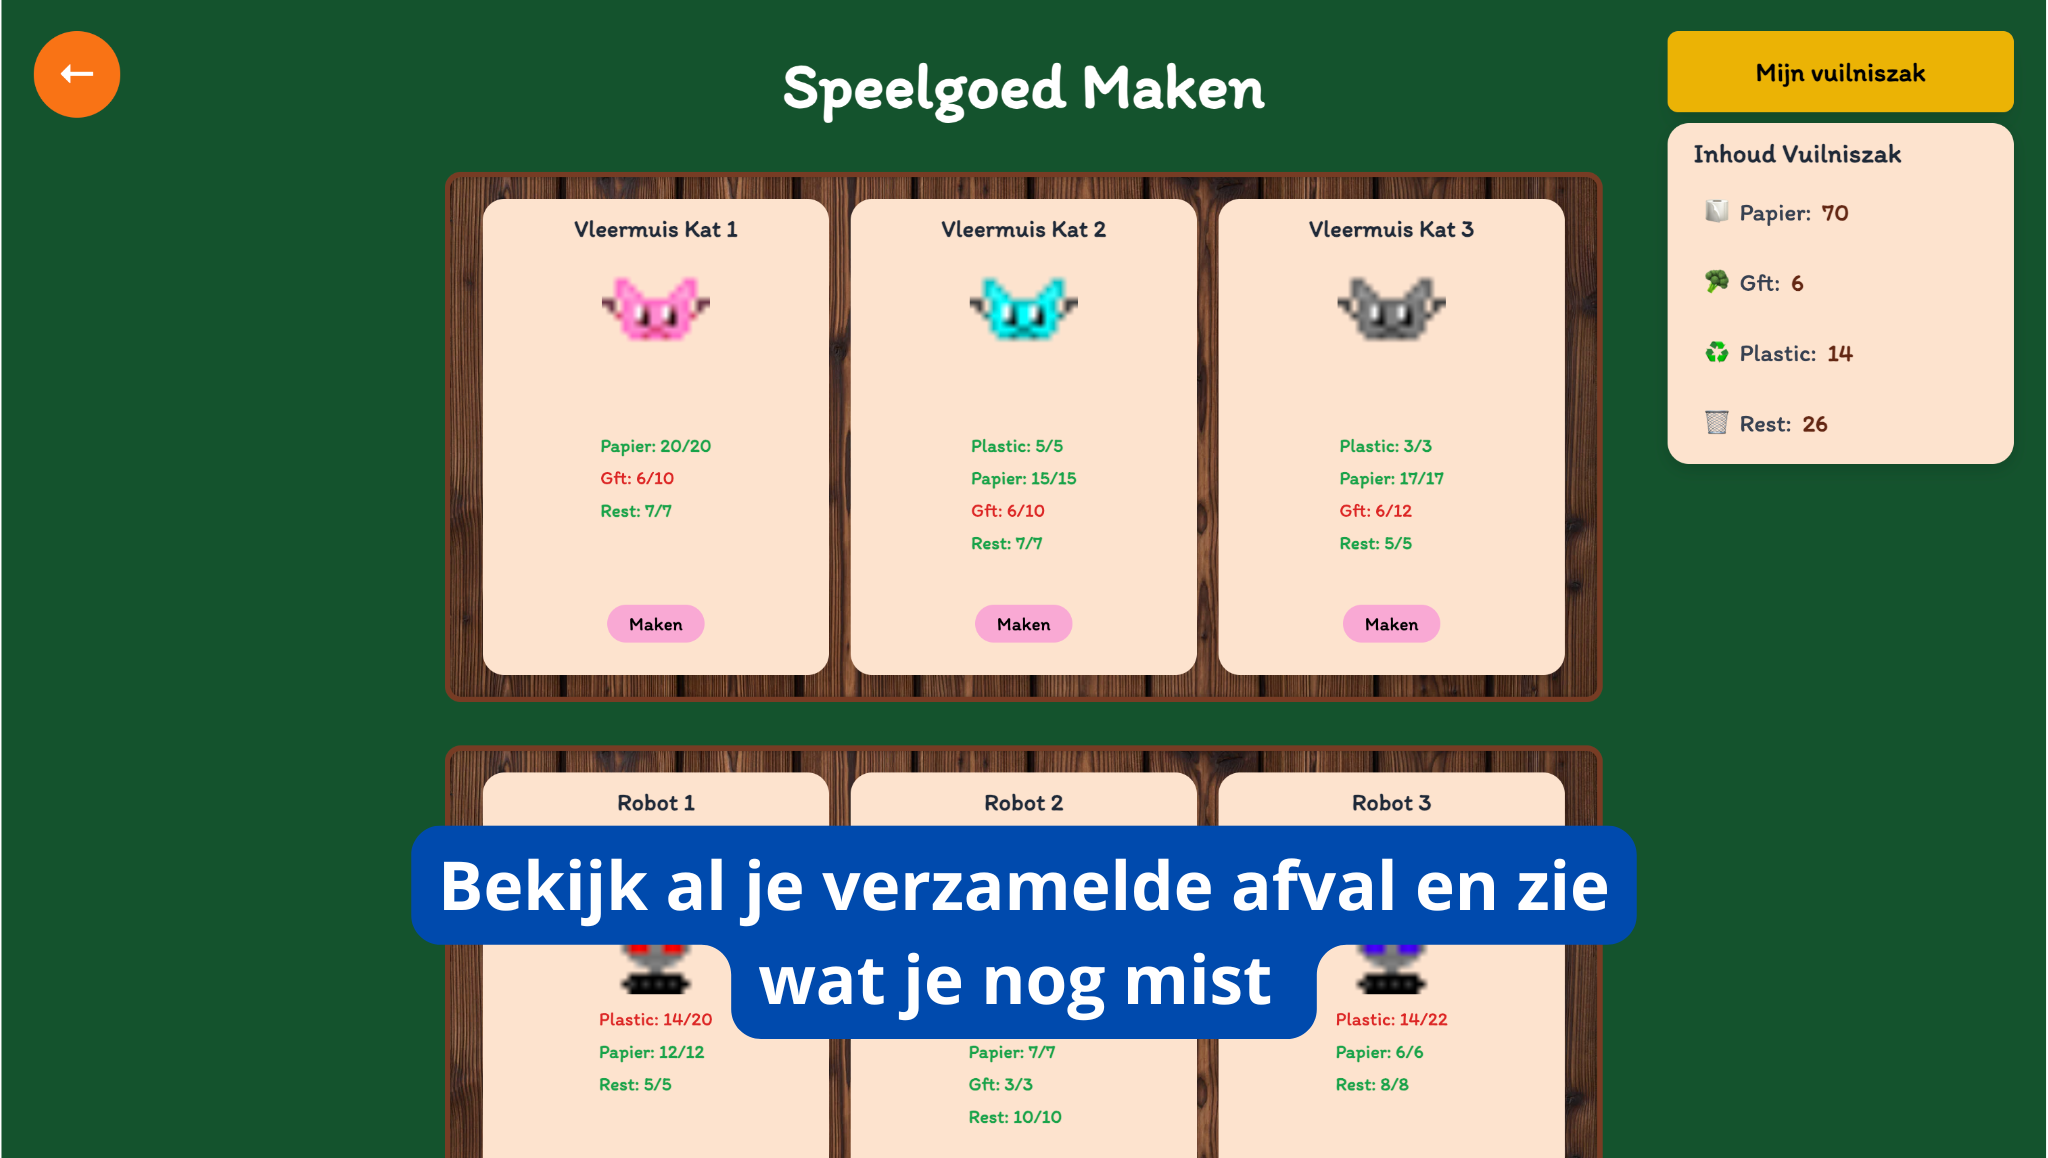 Speelgoed Maken
Mijn vuilniszak
Inhoud Vuilniszak
Papier: 70
Gft: 6
Plastic: 14
Rest: 26
Vleermuis Kat 1
Papier: 20/20
Gft: 6/10
Rest: 7/7
Maken
Vleermuis Kat 2
Plastic: 5/5
Papier: 15/15
Gft: 6/10
Rest: 7/7
Maken
Vleermuis Kat 3
Plastic: 3/3
Papier: 17/17
Gft: 6/12
Rest: 5/5
Maken
Robot 1
Plastic: 14/20
Papier: 12/12
Rest: 5/5
Robot 2
Papier: 7/7
Gft: 3/3
Rest: 10/10
Robot 3
Plastic: 14/22
Papier: 6/6
Rest: 8/8
Bekijk al je verzamelde afval en zie
wat je nog mist